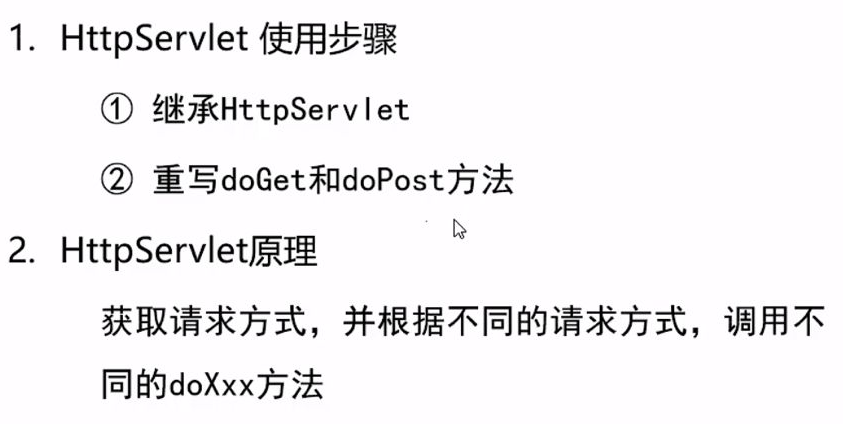 1. HttpServlet 使用步骤
① 继承HttpServlet
② 重写doGet和doPost方法
2. HttpServlet原理
获取请求方式，并根据不同的请求方式，调用不
同的doXxx方法